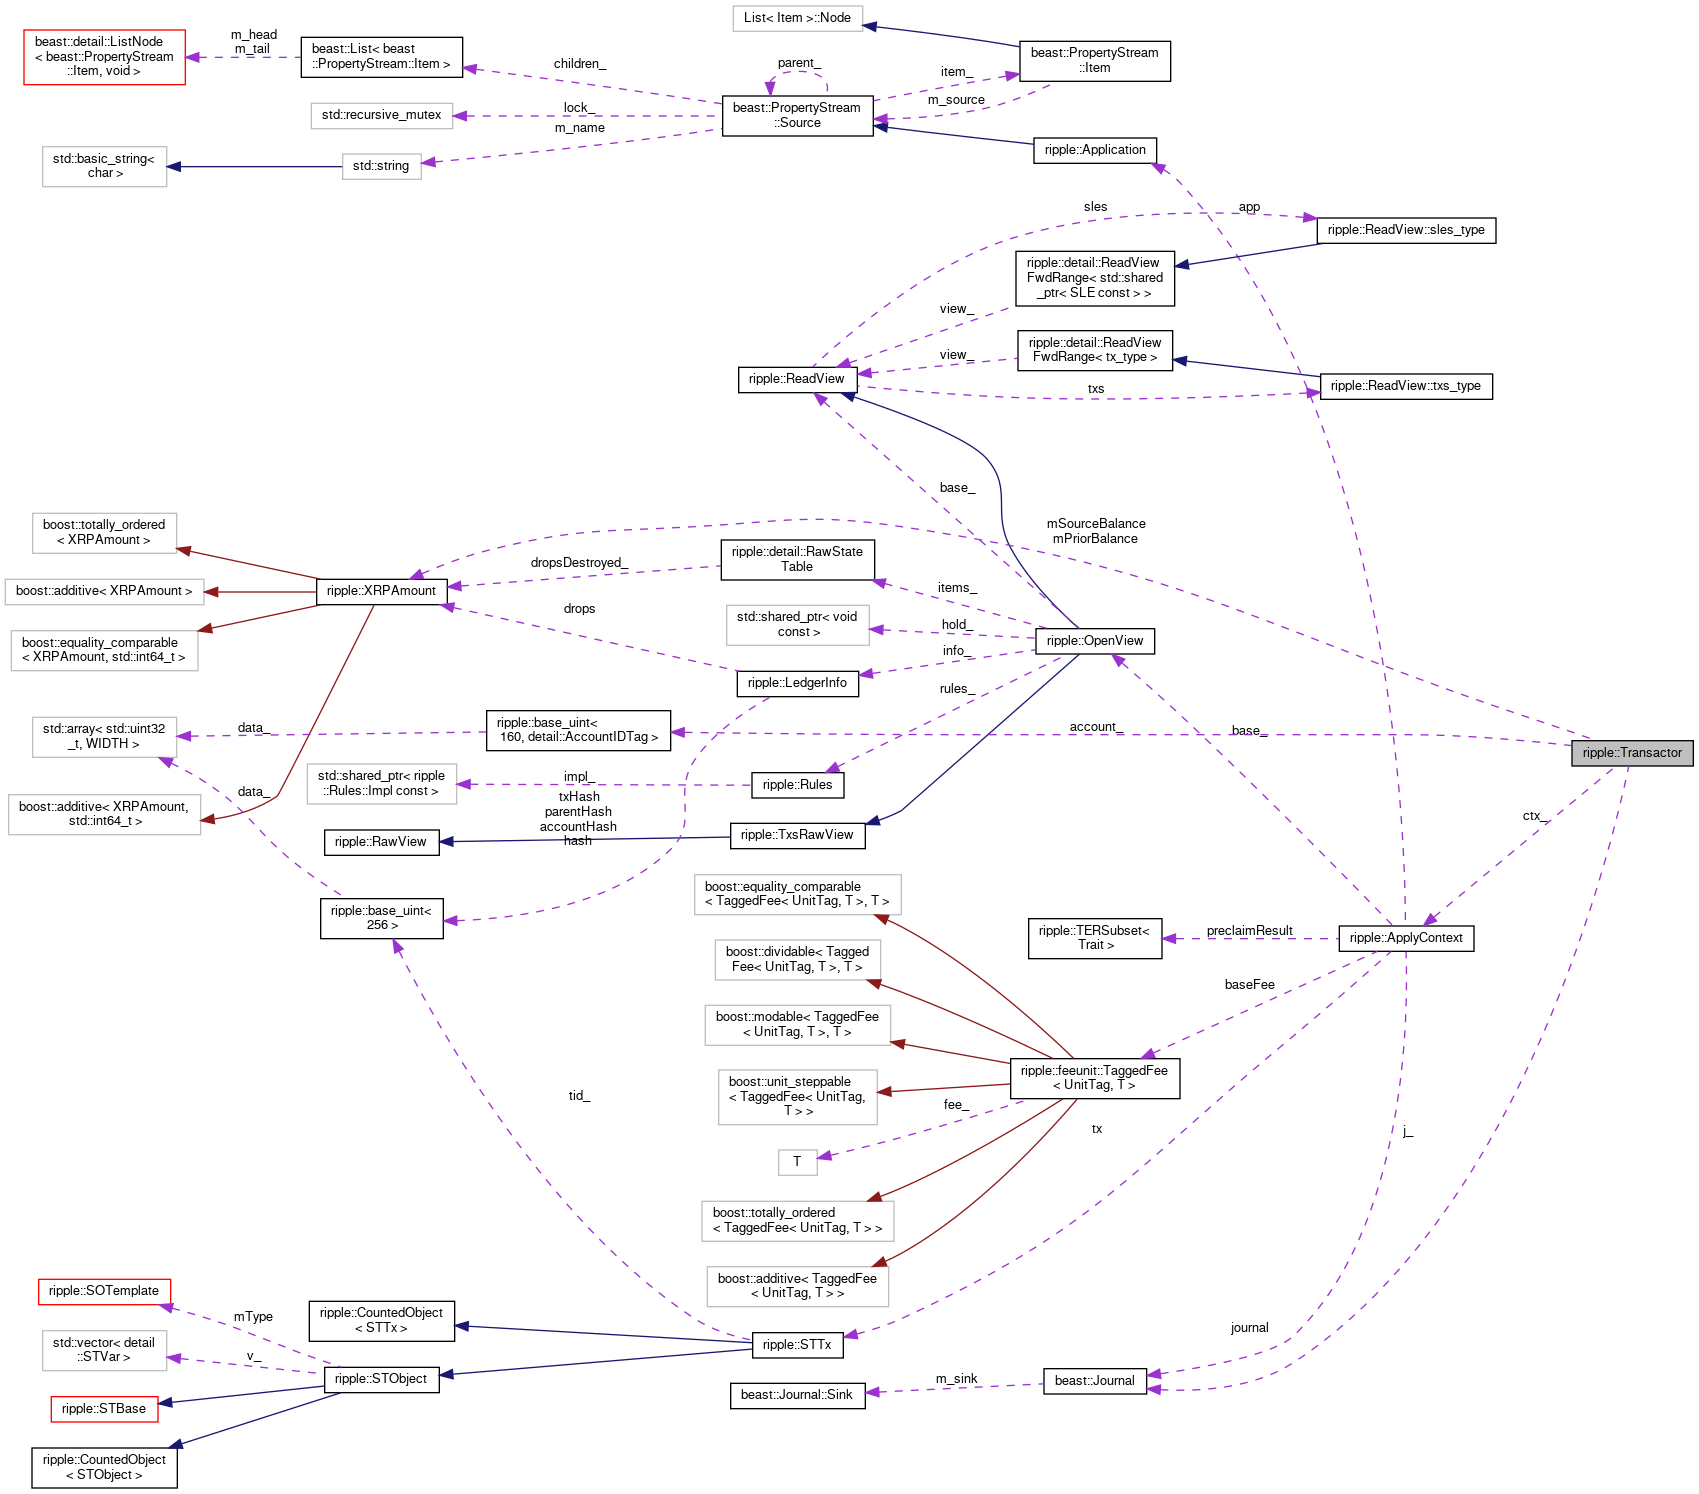 List< Item >::Node
beast::detail::ListNode
< beast::PropertyStream
::Item, void >
m_head
m_tail
beast::List< beast
::PropertyStream::Item >
children_
parent_
item_
m_source
beast::PropertyStream
::Item
beast::PropertyStream
::Source
std::recursive_mutex
lock_
m_name
ripple::Application
std::basic_string<
char >
std::string
sles
app
ripple::ReadView::sles_type
ripple::detail::ReadView
FwdRange< std::shared
_ptr< SLE const > >
view_
ripple::detail::ReadView
FwdRange< tx_type >
view_
ripple::ReadView
txs
ripple::ReadView::txs_type
base_
mSourceBalance
mPriorBalance
boost::totally_ordered
< XRPAmount >
ripple::detail::RawState
Table
dropsDestroyed_
boost::additive< XRPAmount >
ripple::XRPAmount
items_
drops
std::shared_ptr< void
const >
hold_
boost::equality_comparable
< XRPAmount, std::int64_t >
ripple::OpenView
info_
ripple::LedgerInfo
rules_
std::array< std::uint32
_t, WIDTH >
data_
ripple::base_uint<
160, detail::AccountIDTag >
account_
base_
ripple::Transactor
std::shared_ptr< ripple
::Rules::Impl const >
impl_
ripple::Rules
data_
txHash
parentHash
accountHash
hash
boost::additive< XRPAmount,
std::int64_t >
ctx_
ripple::RawView
ripple::TxsRawView
boost::equality_comparable
< TaggedFee< UnitTag, T >, T >
ripple::base_uint<
256 >
ripple::TERSubset<
Trait >
preclaimResult
ripple::ApplyContext
boost::dividable< Tagged
Fee< UnitTag, T >, T >
baseFee
boost::modable< TaggedFee
< UnitTag, T >, T >
ripple::feeunit::TaggedFee
< UnitTag, T >
boost::unit_steppable
< TaggedFee< UnitTag,
T > >
tid_
fee_
tx
j_
T
boost::totally_ordered
< TaggedFee< UnitTag, T > >
boost::additive< TaggedFee
< UnitTag, T > >
ripple::SOTemplate
mType
ripple::CountedObject
< STTx >
journal
std::vector< detail
::STVar >
v_
ripple::STTx
ripple::STObject
beast::Journal
m_sink
beast::Journal::Sink
ripple::STBase
ripple::CountedObject
< STObject >